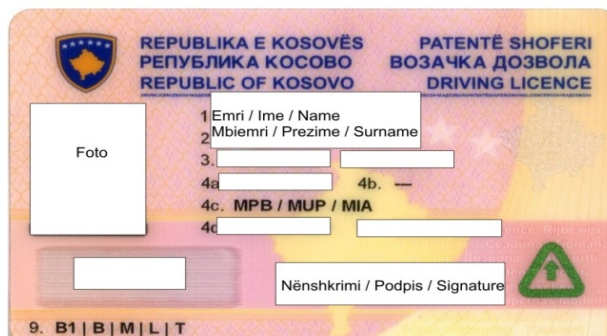 REPUBLIKA E KOSOVËS PATENTË SHOFERI
РЕПУБЛИКА КОСОВО ВОЗАЧКА ДОЗВОЛА
REPUBLIC OF KOSOVO DRIVING LICENCE
Foto
1 Emri / Ime / Name
2 Mbiemri / Prezime / Surname
3.
4a 4b. —
4c. MPB / MUP / MIA
4d
Nënshkrimi / Podpis / Signature
9. B1 | B | M | L | T